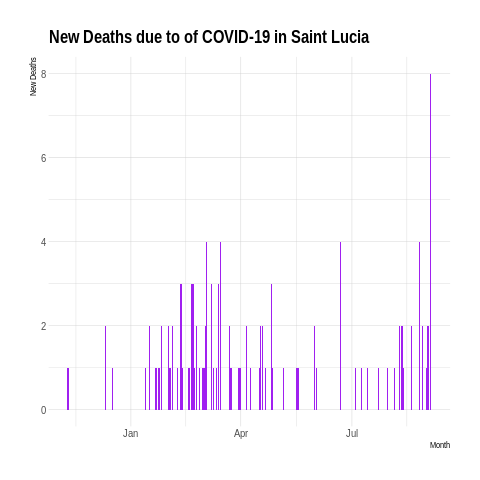 New Deaths due to of COVID-19 in Saint Lucia
New Deaths
8
6
4
2
0
Jan Apr Jul
Month